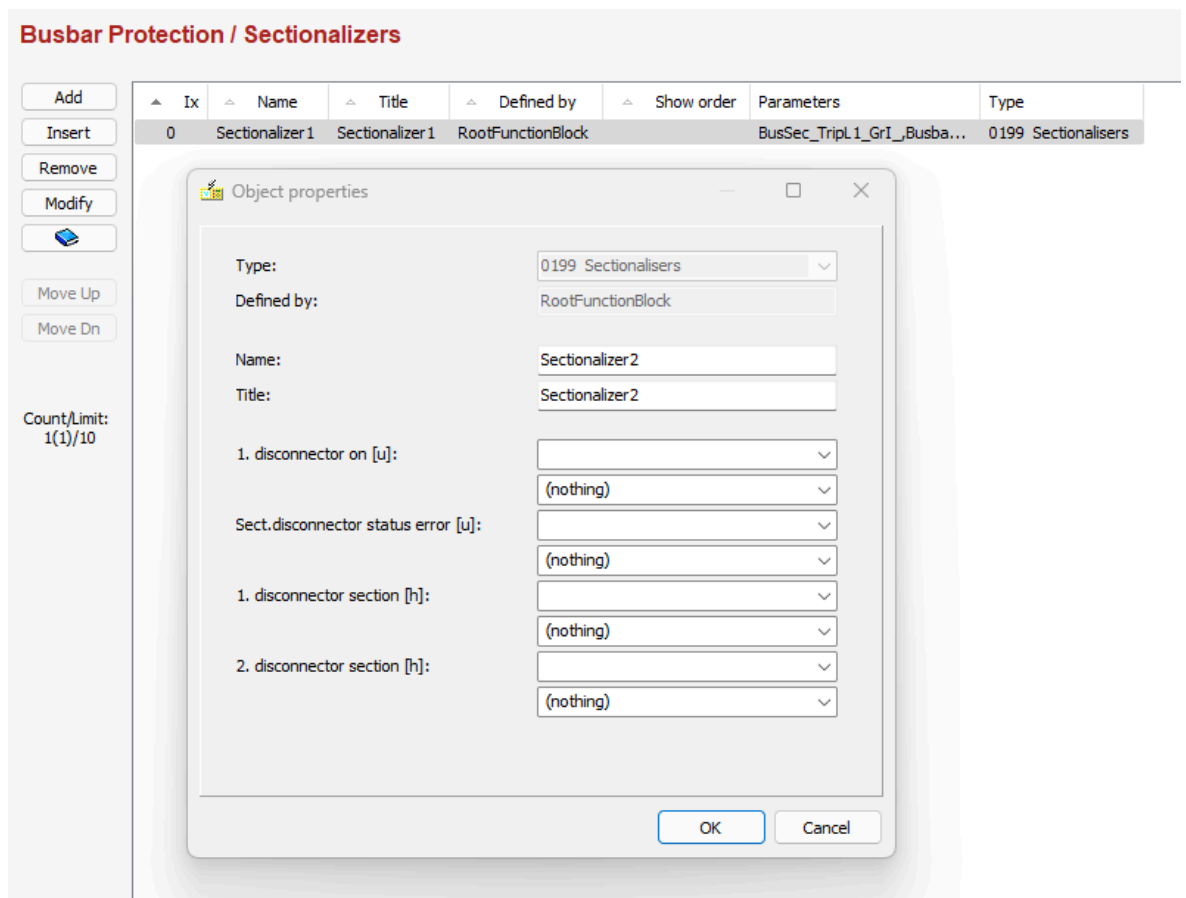 Busbar Protection / Sectionalizers
Add
Insert
Remove
Modify
Move Up
Move Dn
Count/Limit:
1(1)/10
Ix Name Title Defined by Show order Parameters Type
0 Sectionalizer1 Sectionalizer1 RootFunctionBlock BusSec_TripL1_GrI_,Busba... 0199 Sectionalisers
Object properties
Type: 0199 Sectionalisers
Defined by: RootFunctionBlock
Name: Sectionalizer2
Title: Sectionalizer2
1. disconnector on [u]:
(nothing)
Sect.disconnector status error [u]:
(nothing)
1. disconnector section [h]:
(nothing)
2. disconnector section [h]:
(nothing)
OK Cancel